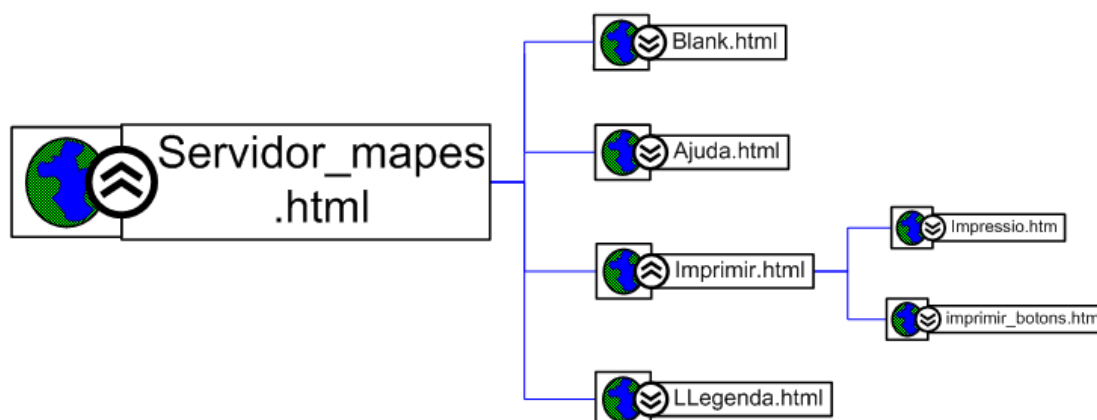 Servidor_mapes
.html
Blank.html
Ajuda.html
Imprimir.html
LLegenda.html
Impressio.htm
imprimir_botons.htm